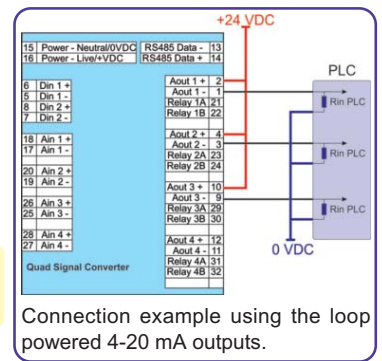 +24 VDC
15 Power - Neutral/0VDC RS485 Data - 13
16 Power - Live/+VDC RS485 Data + 14
PLC
Aout 1 + 2
6 Din 1 + Aout 1 - 1
5 Din 1 - Relay 1A 21
8 Din 2 + Relay 1B 22
7 Din 2 -
Rin PLC
Aout 2 + 4
18 Ain 1 + Aout 2 - 3
17 Ain 1 - Relay 2A 23
Relay 2B 24
Rin PLC
20 Ain 2 +
19 Ain 2 - Aout 3 + 10
Aout 3 - 9
26 Ain 3 + Relay 3A 29
25 Ain 3 - Relay 3B 30
Rin PLC
28 Ain 4 + Aout 4 + 12
27 Ain 4 - Aout 4 - 11
Relay 4A 31
Relay 4B 32
0 VDC
Quad Signal Converter
Connection example using the loop
powered 4-20 mA outputs.